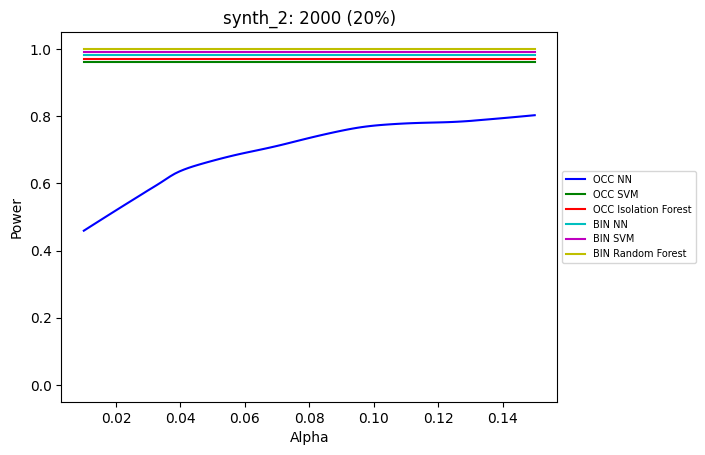 synth_2: 2000 (20%)
Power
1.0
0.8
0.6
0.4
0.2
0.0
0.02
0.04
0.06
0.08
0.10
0.12
0.14
Alpha
OCC NN
OCC SVM
OCC Isolation Forest
BIN NN
BIN SVM
BIN Random Forest